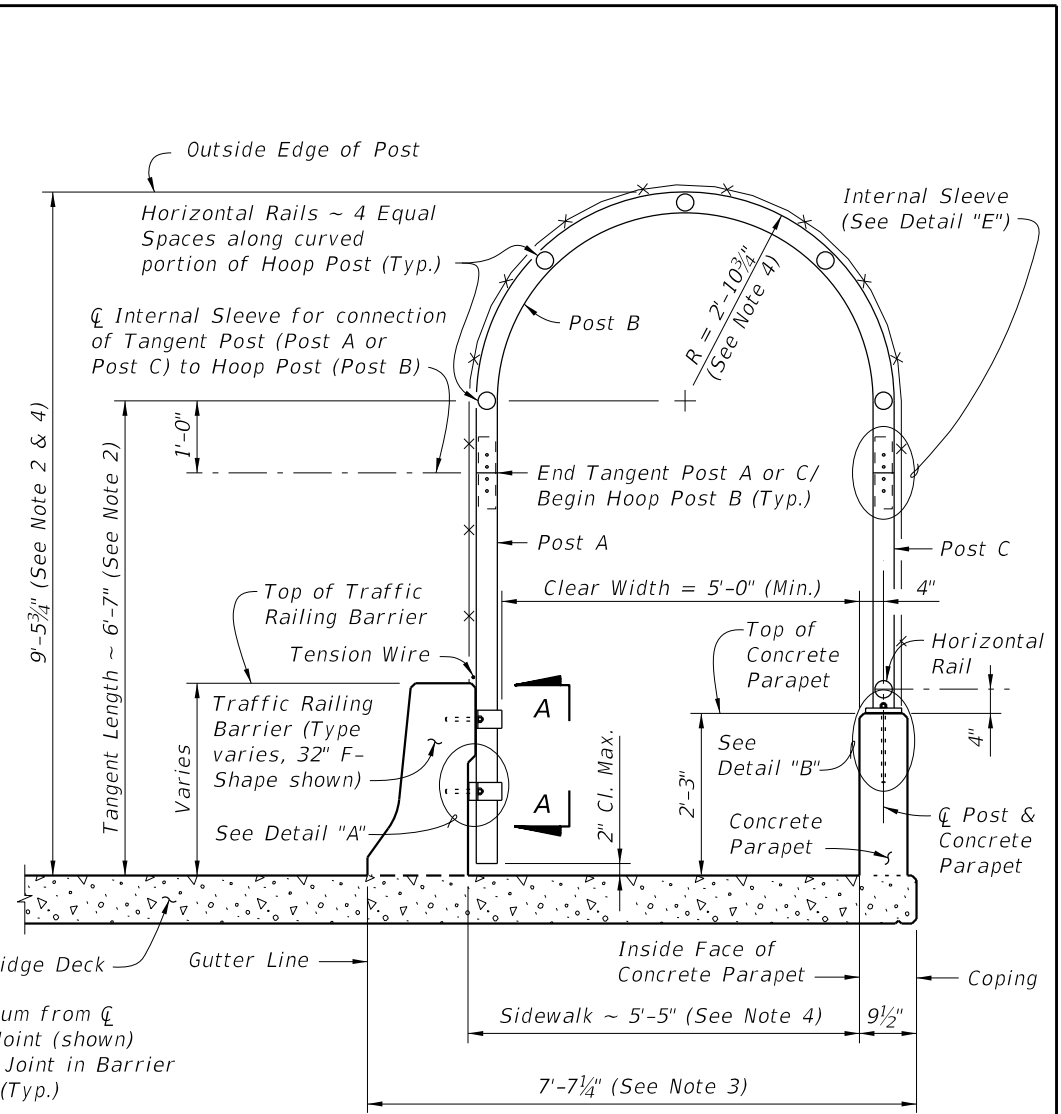 Outside Edge of Post
Horizontal Rails ~ 4 Equal
Spaces along curved
portion of Hoop Post (Typ.)
Internal Sleeve
(See Detail "E")
℄ Internal Sleeve for connection
of Tangent Post (Post A or
Post C) to Hoop Post (Post B)
Post B
R = 2'-10¾"
(See Note 4)
9'-5¾" (See Note 2 & 4)
Tangent Length ~ 6'-7" (See Note 2)
1'-0"
End Tangent Post A or C/
Begin Hoop Post B (Typ.)
Post A
Post C
Clear Width = 5'-0" (Min.)
4"
Top of Traffic
Railing Barrier
Tension Wire
Top of
Concrete
Parapet
Horizontal
Rail
Traffic Railing
Barrier (Type
varies, 32" F-
Shape shown)
Varies
A
A
2" Cl. Max.
2'-3"
See
Detail "B"
4"
See Detail "A"
Concrete
Parapet
℄ Post &
Concrete
Parapet
idge Deck
Gutter Line
Inside Face of
Concrete Parapet
Coping
um from ℄
Joint (shown)
Joint in Barrier
(Typ.)
Sidewalk ~ 5'-5" (See Note 4)
9½"
7'-7¼" (See Note 3)